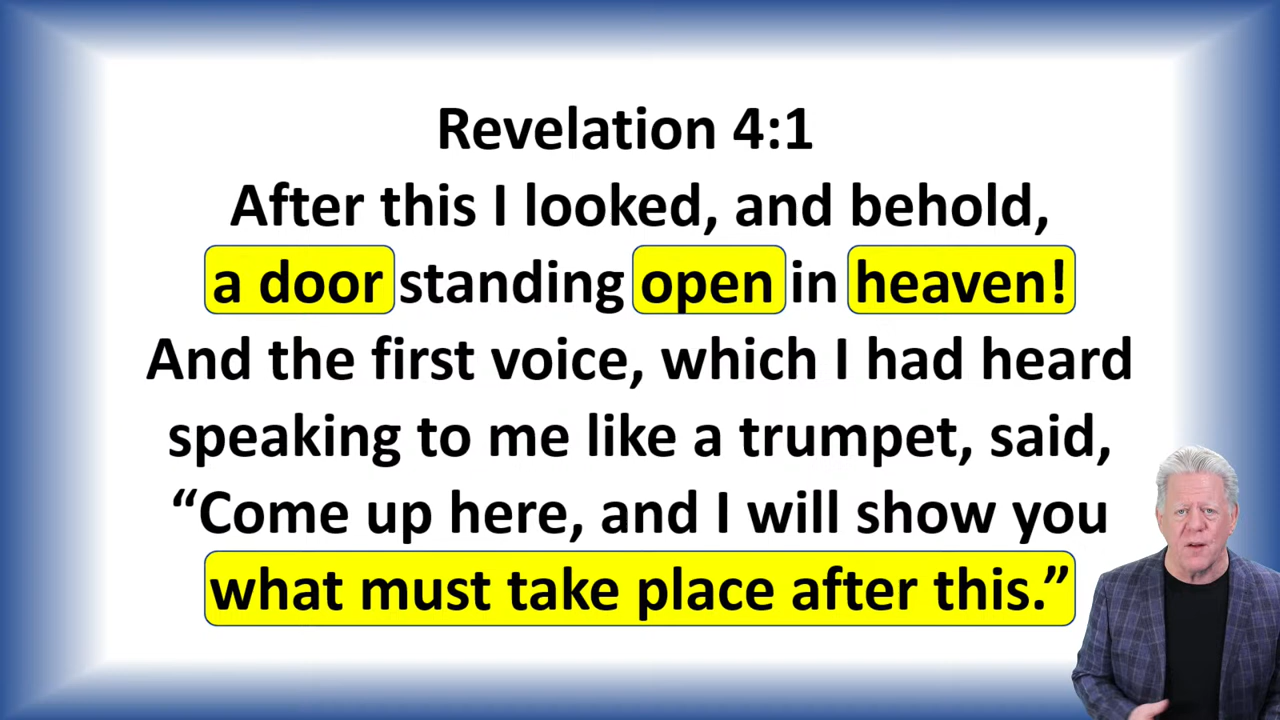 Revelation 4:1
After this I looked, and behold,
a door standing open in heaven!
And the first voice, which I had heard
speaking to me like a trumpet, said,
“Come up here, and I will show you
what must take place after this.”